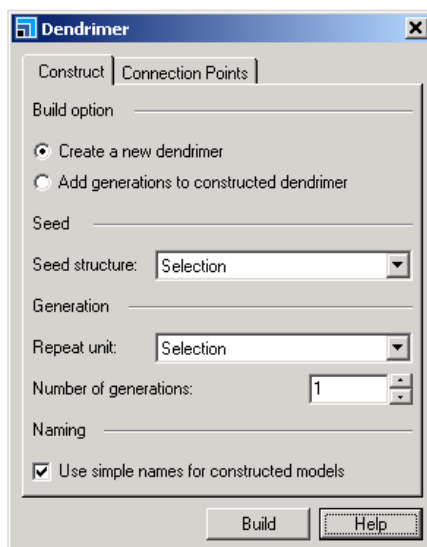 Dendrimer
Construct Connection Points
Build option
Create a new dendrimer
Add generations to constructed dendrimer
Seed
Seed structure: Selection
Generation
Repeat unit: Selection
Number of generations: 1
Naming
Use simple names for constructed models
Build Help